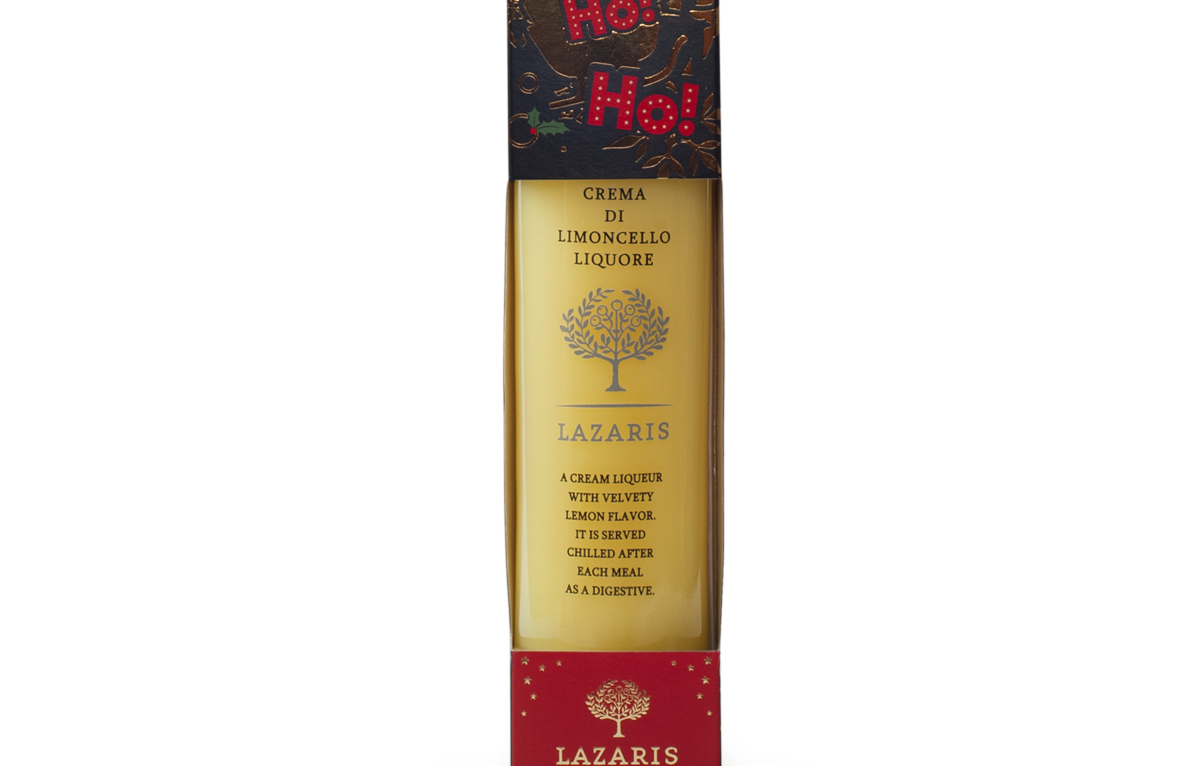 Ho!
Ho!
CREMA
DI
LIMONCELLO
LIQUORE
LAZARIS
A CREAM LIQUEUR
WITH VELVETY
LEMON FLAVOR.
IT IS SERVED
CHILLED AFTER
EACH MEAL
AS A DIGESTIVE.
LAZARIS